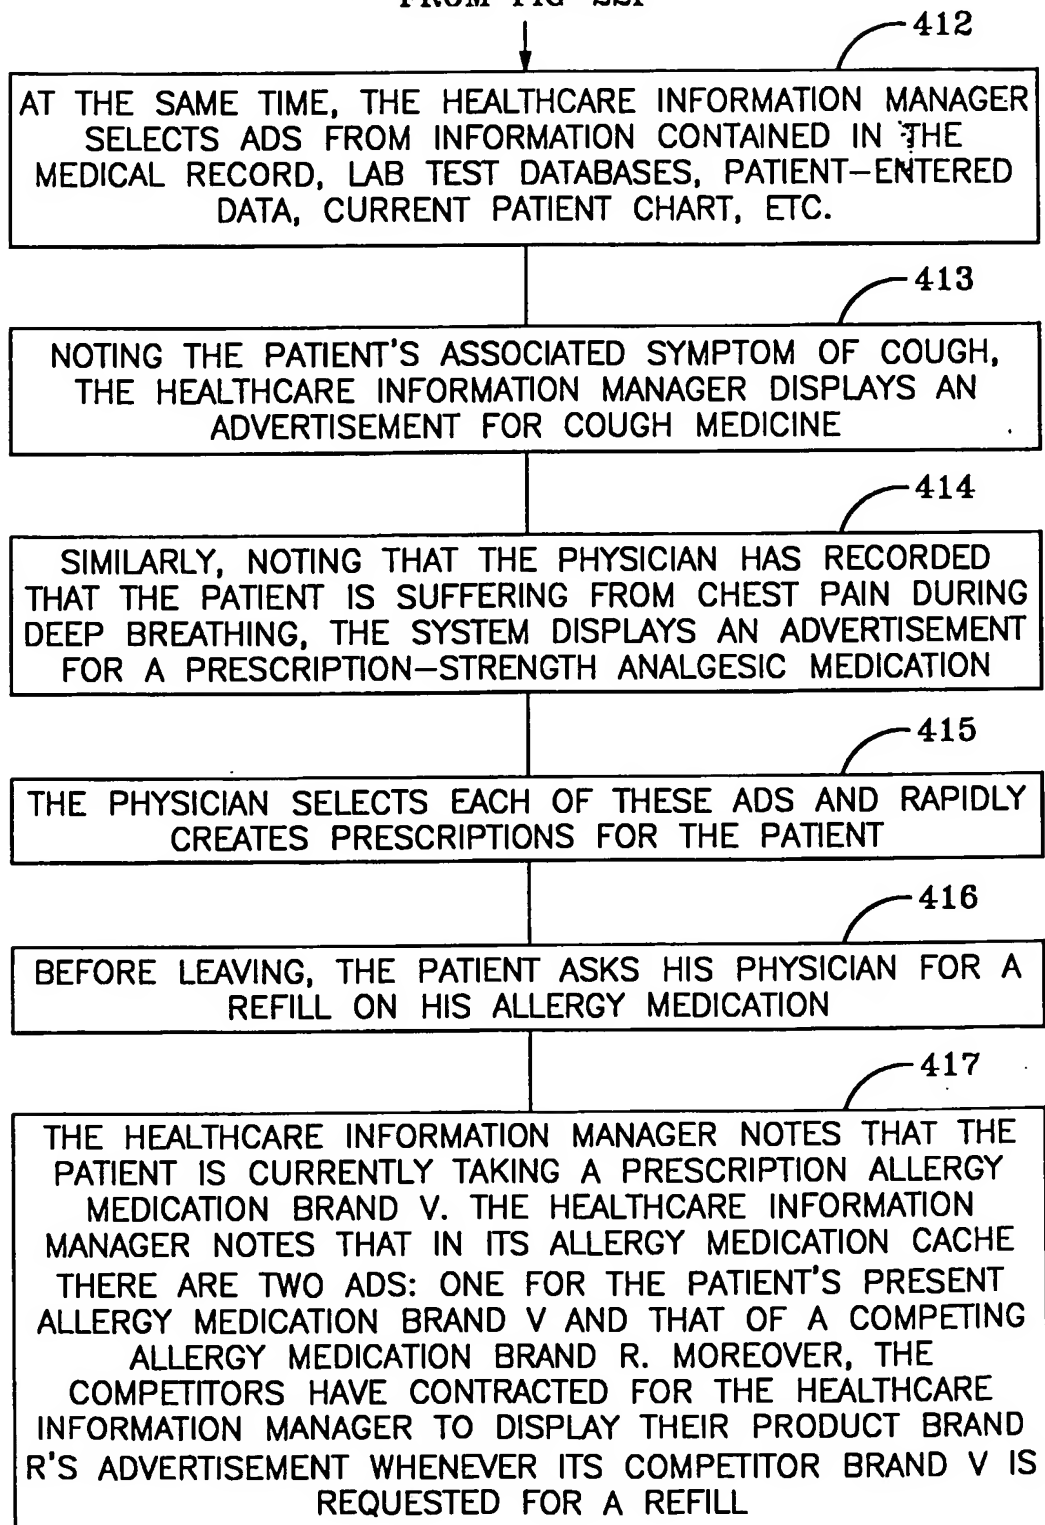 412
AT THE SAME TIME, THE HEALTHCARE INFORMATION MANAGER
SELECTS ADS FROM INFORMATION CONTAINED IN THE
MEDICAL RECORD, LAB TEST DATABASES, PATIENT-ENTERED
DATA, CURRENT PATIENT CHART, ETC.
413
NOTING THE PATIENT'S ASSOCIATED SYMPTOM OF COUGH,
THE HEALTHCARE INFORMATION MANAGER DISPLAYS AN
ADVERTISEMENT FOR COUGH MEDICINE
414
SIMILARLY, NOTING THAT THE PHYSICIAN HAS RECORDED
THAT THE PATIENT IS SUFFERING FROM CHEST PAIN DURING
DEEP BREATHING, THE SYSTEM DISPLAYS AN ADVERTISEMENT
FOR A PRESCRIPTION-STRENGTH ANALGESIC MEDICATION
415
THE PHYSICIAN SELECTS EACH OF THESE ADS AND RAPIDLY
CREATES PRESCRIPTIONS FOR THE PATIENT
416
BEFORE LEAVING, THE PATIENT ASKS HIS PHYSICIAN FOR A
REFILL ON HIS ALLERGY MEDICATION
417
THE HEALTHCARE INFORMATION MANAGER NOTES THAT THE
PATIENT IS CURRENTLY TAKING A PRESCRIPTION ALLERGY
MEDICATION BRAND V. THE HEALTHCARE INFORMATION
MANAGER NOTES THAT IN ITS ALLERGY MEDICATION CACHE
THERE ARE TWO ADS: ONE FOR THE PATIENT'S PRESENT
ALLERGY MEDICATION BRAND V AND THAT OF A COMPETING
ALLERGY MEDICATION BRAND R. MOREOVER, THE
COMPETITORS HAVE CONTRACTED FOR THE HEALTHCARE
INFORMATION MANAGER TO DISPLAY THEIR PRODUCT BRAND
R'S ADVERTISEMENT WHENEVER ITS COMPETITOR BRAND V IS
REQUESTED FOR A REFILL